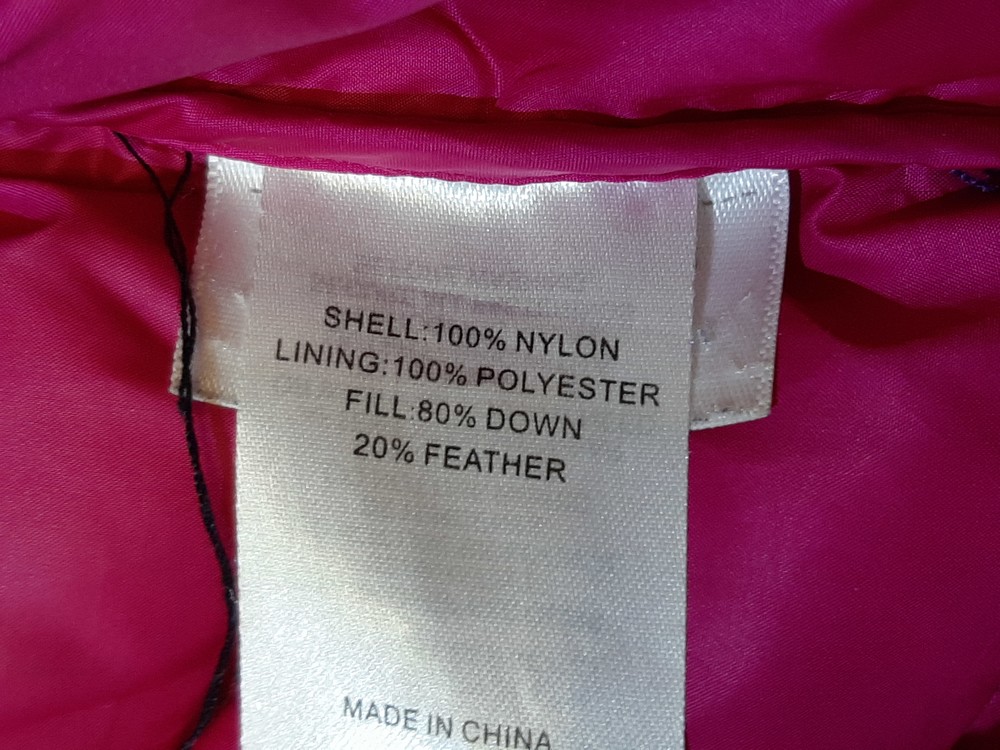 SHELL:100% NYLON
LINING:100% POLYESTER
FILL:80% DOWN
20% FEATHER
MADE IN CHINA